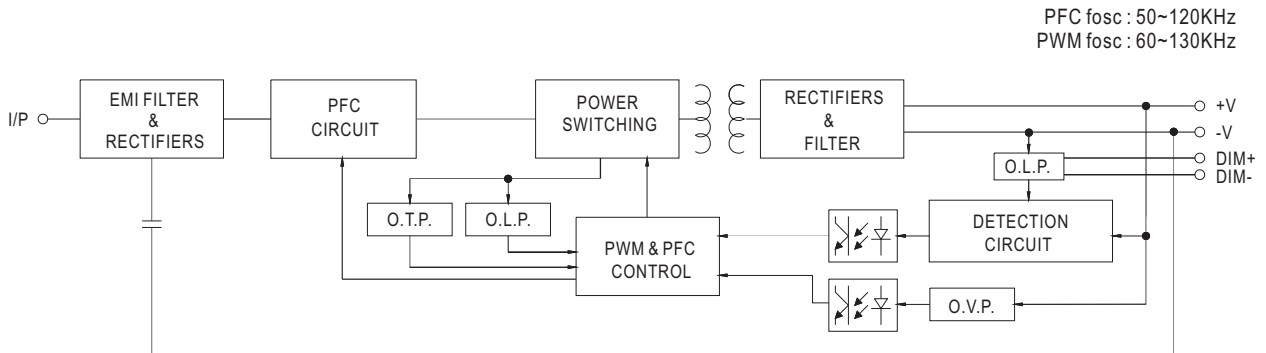 PFC fosc : 50~120KHz
PWM fosc : 60~130KHz
I/P
EMI FILTER
&
RECTIFIERS
PFC
CIRCUIT
POWER
SWITCHING
RECTIFIERS
&
FILTER
+V
-V
DIM+
DIM-
O.L.P.
O.T.P.
O.L.P.
PWM & PFC
CONTROL
DETECTION
CIRCUIT
O.V.P.